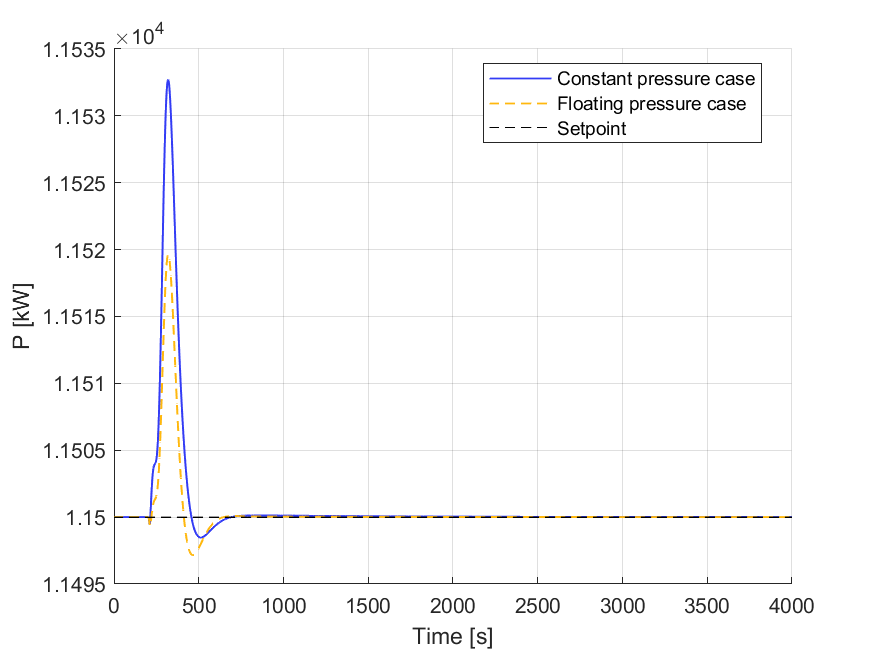 ×10⁴
1.1535
1.153
1.1525
1.152
1.1515
1.151
1.1505
1.15
1.1495
P [kW]
Constant pressure case
Floating pressure case
Setpoint
0 500 1000 1500 2000 2500 3000 3500 4000
Time [s]